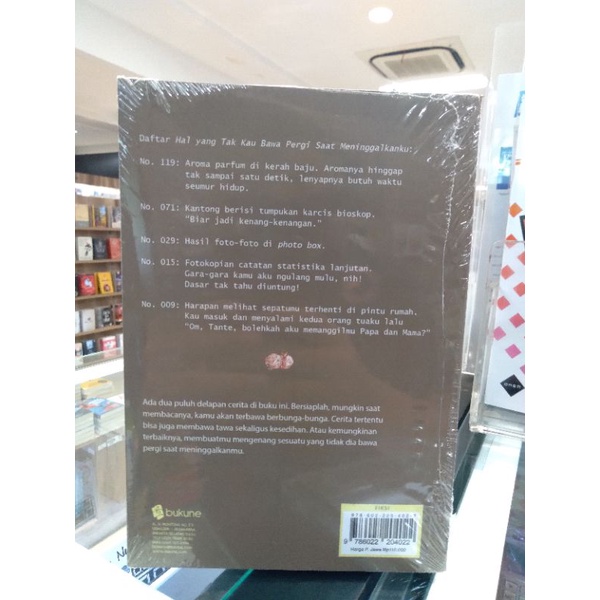 Daftar Hal yang Tak Kau Bawa Pergi Saat Meninggalkanku:
No. 119: Aroma parfum di kerah baju. Aromanya hinggap
tak sampai satu detik, lenyapnya butuh waktu
seumur hidup.
No. 071: Kantong berisi tumpukan karcis bioskop.
"Biar jadi kenang-kenangan."
No. 029: Hasil foto-foto di photo box.
No. 015: Fotokopian catatan statistika lanjutan.
Gara-gara kamu aku ngulang mulu, nih!
Dasar tak tahu diuntung!
No. 009: Harapan melihat sepatumu terhenti di pintu rumah.
Kau masuk dan menyalami kedua orang tuaku lalu
"Om, Tante, bolehkah aku memanggilmu Papa dan Mama?"
Ada dua puluh delapan cerita di buku ini. Bersiaplah, mungkin saat
membacanya, kamu akan terbawa berbunga-bunga. Cerita tertentu
bisa juga membawa tawa sekaligus kesedihan. Atau kemungkinan
terbaiknya, membuatmu mengenang sesuatu yang tidak dia bawa
pergi saat meninggalkanmu.
bukune
9 786022 204022
Harga P. Jawa